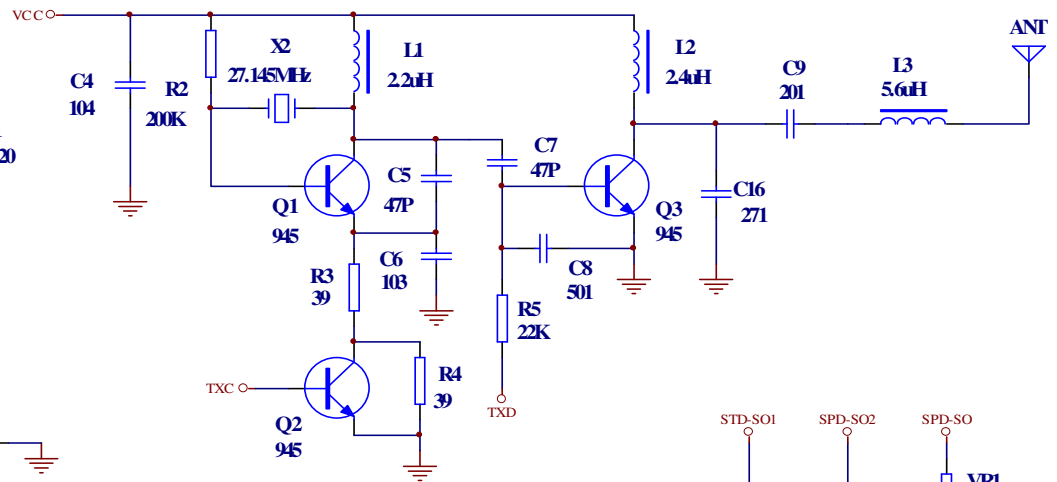 VCC
ANT
X2
27.145MHz
L1
2.2uH
L2
2.4uH
C9
201
L3
5.6uH
C4
104
R2
200K
20
C5
47P
C7
47P
Q1
945
Q3
945
C16
271
C6
103
R3
39
C8
501
R5
22K
R4
39
TXC
TXD
Q2
945
STD-SO1
SPD-SO2
SPD-SO
VR1